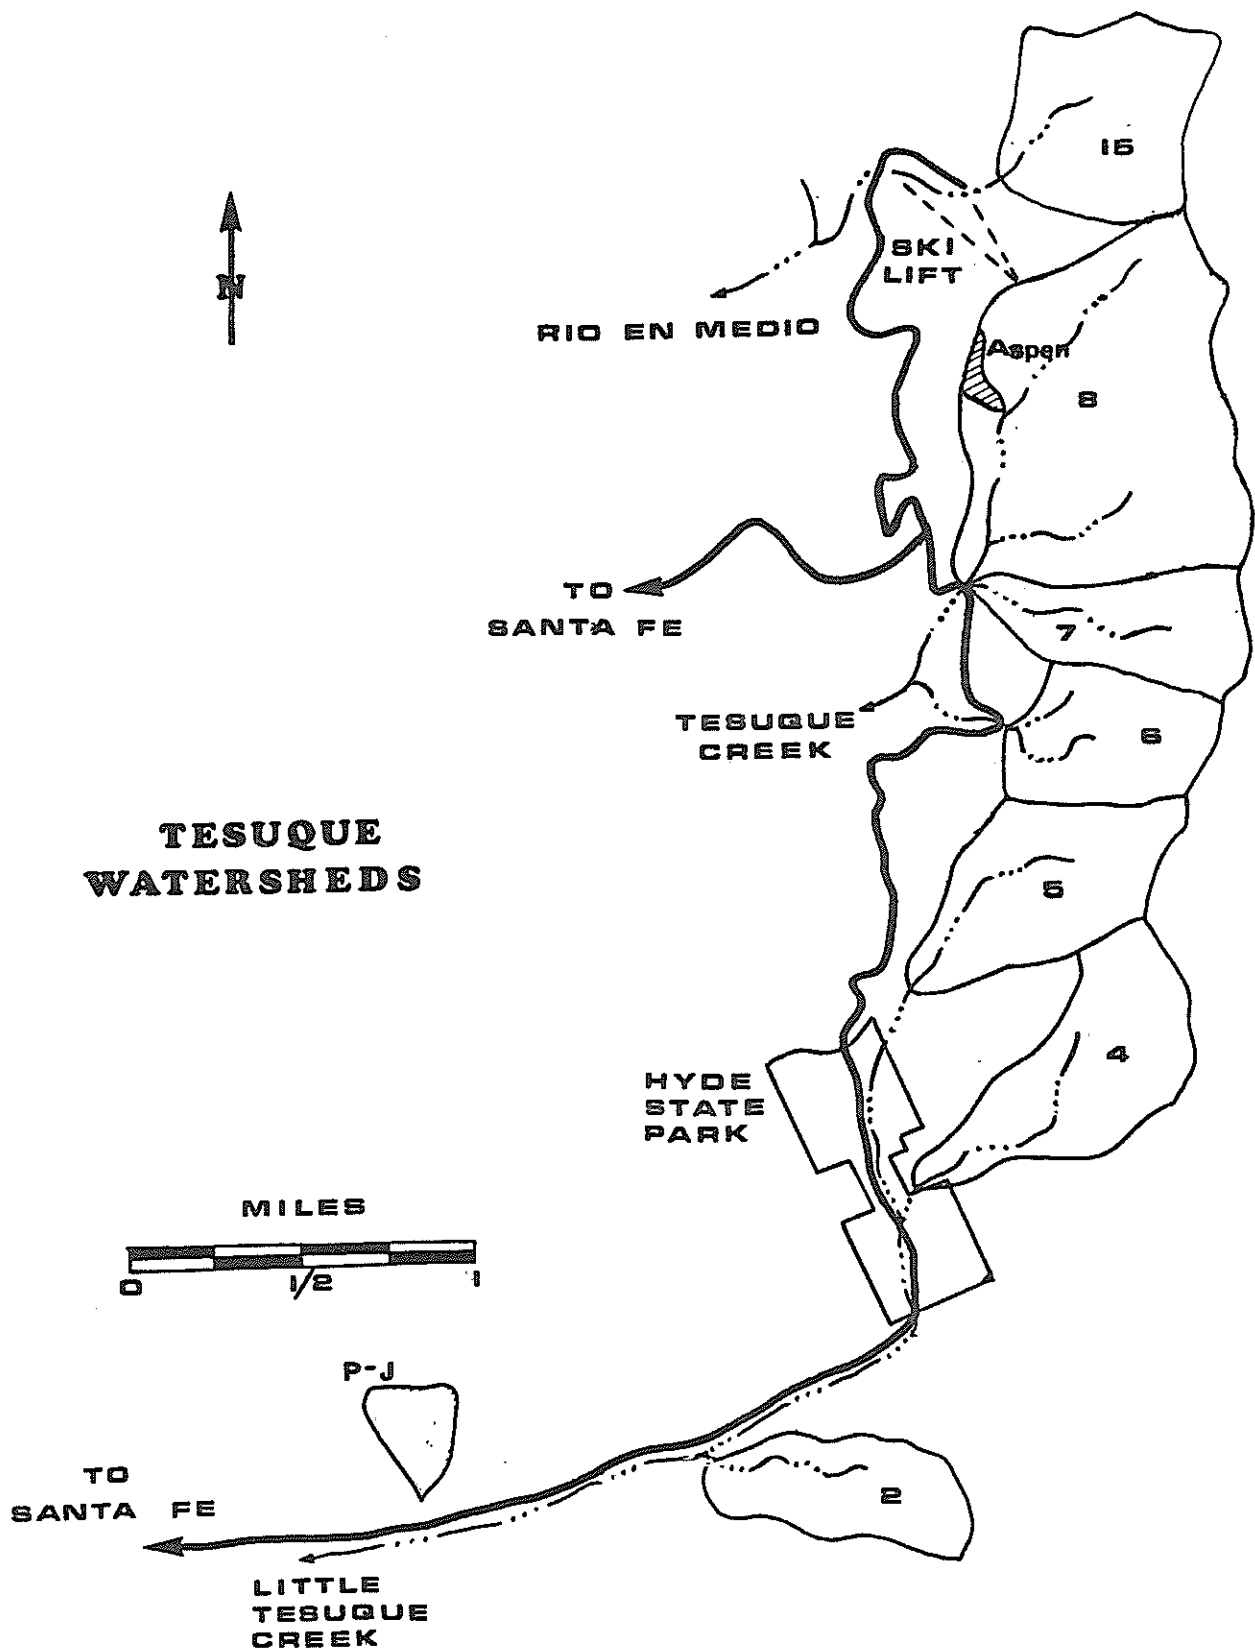 15
N
SKI
LIFT
RIO EN MEDIO
Aspen
8
TO
SANTA FE
7
TESUQUE
CREEK
6
TESUQUE
WATERSHEDS
5
4
HYDE
STATE
PARK
MILES
0 1/2 1
P-J
TO
SANTA FE
2
LITTLE
TESUQUE
CREEK